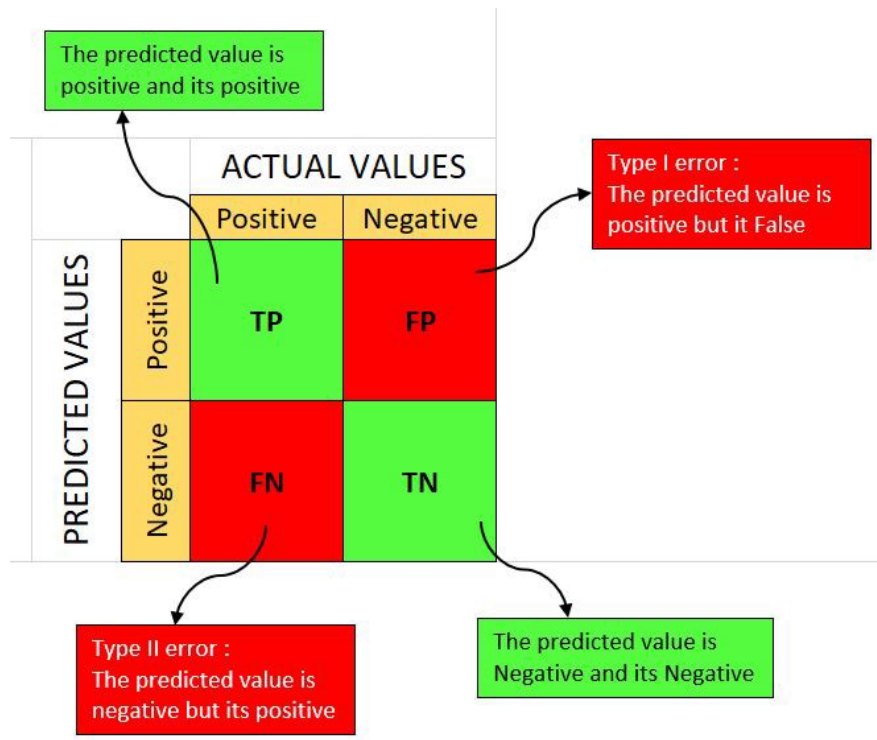 The predicted value is
positive and its positive
ACTUAL VALUES
Type I error :
The predicted value is
positive but it False
Positive
Negative
PREDICTED VALUES
Positive
TP
FP
Negative
FN
TN
Type II error :
The predicted value is
negative but its positive
The predicted value is
Negative and its Negative